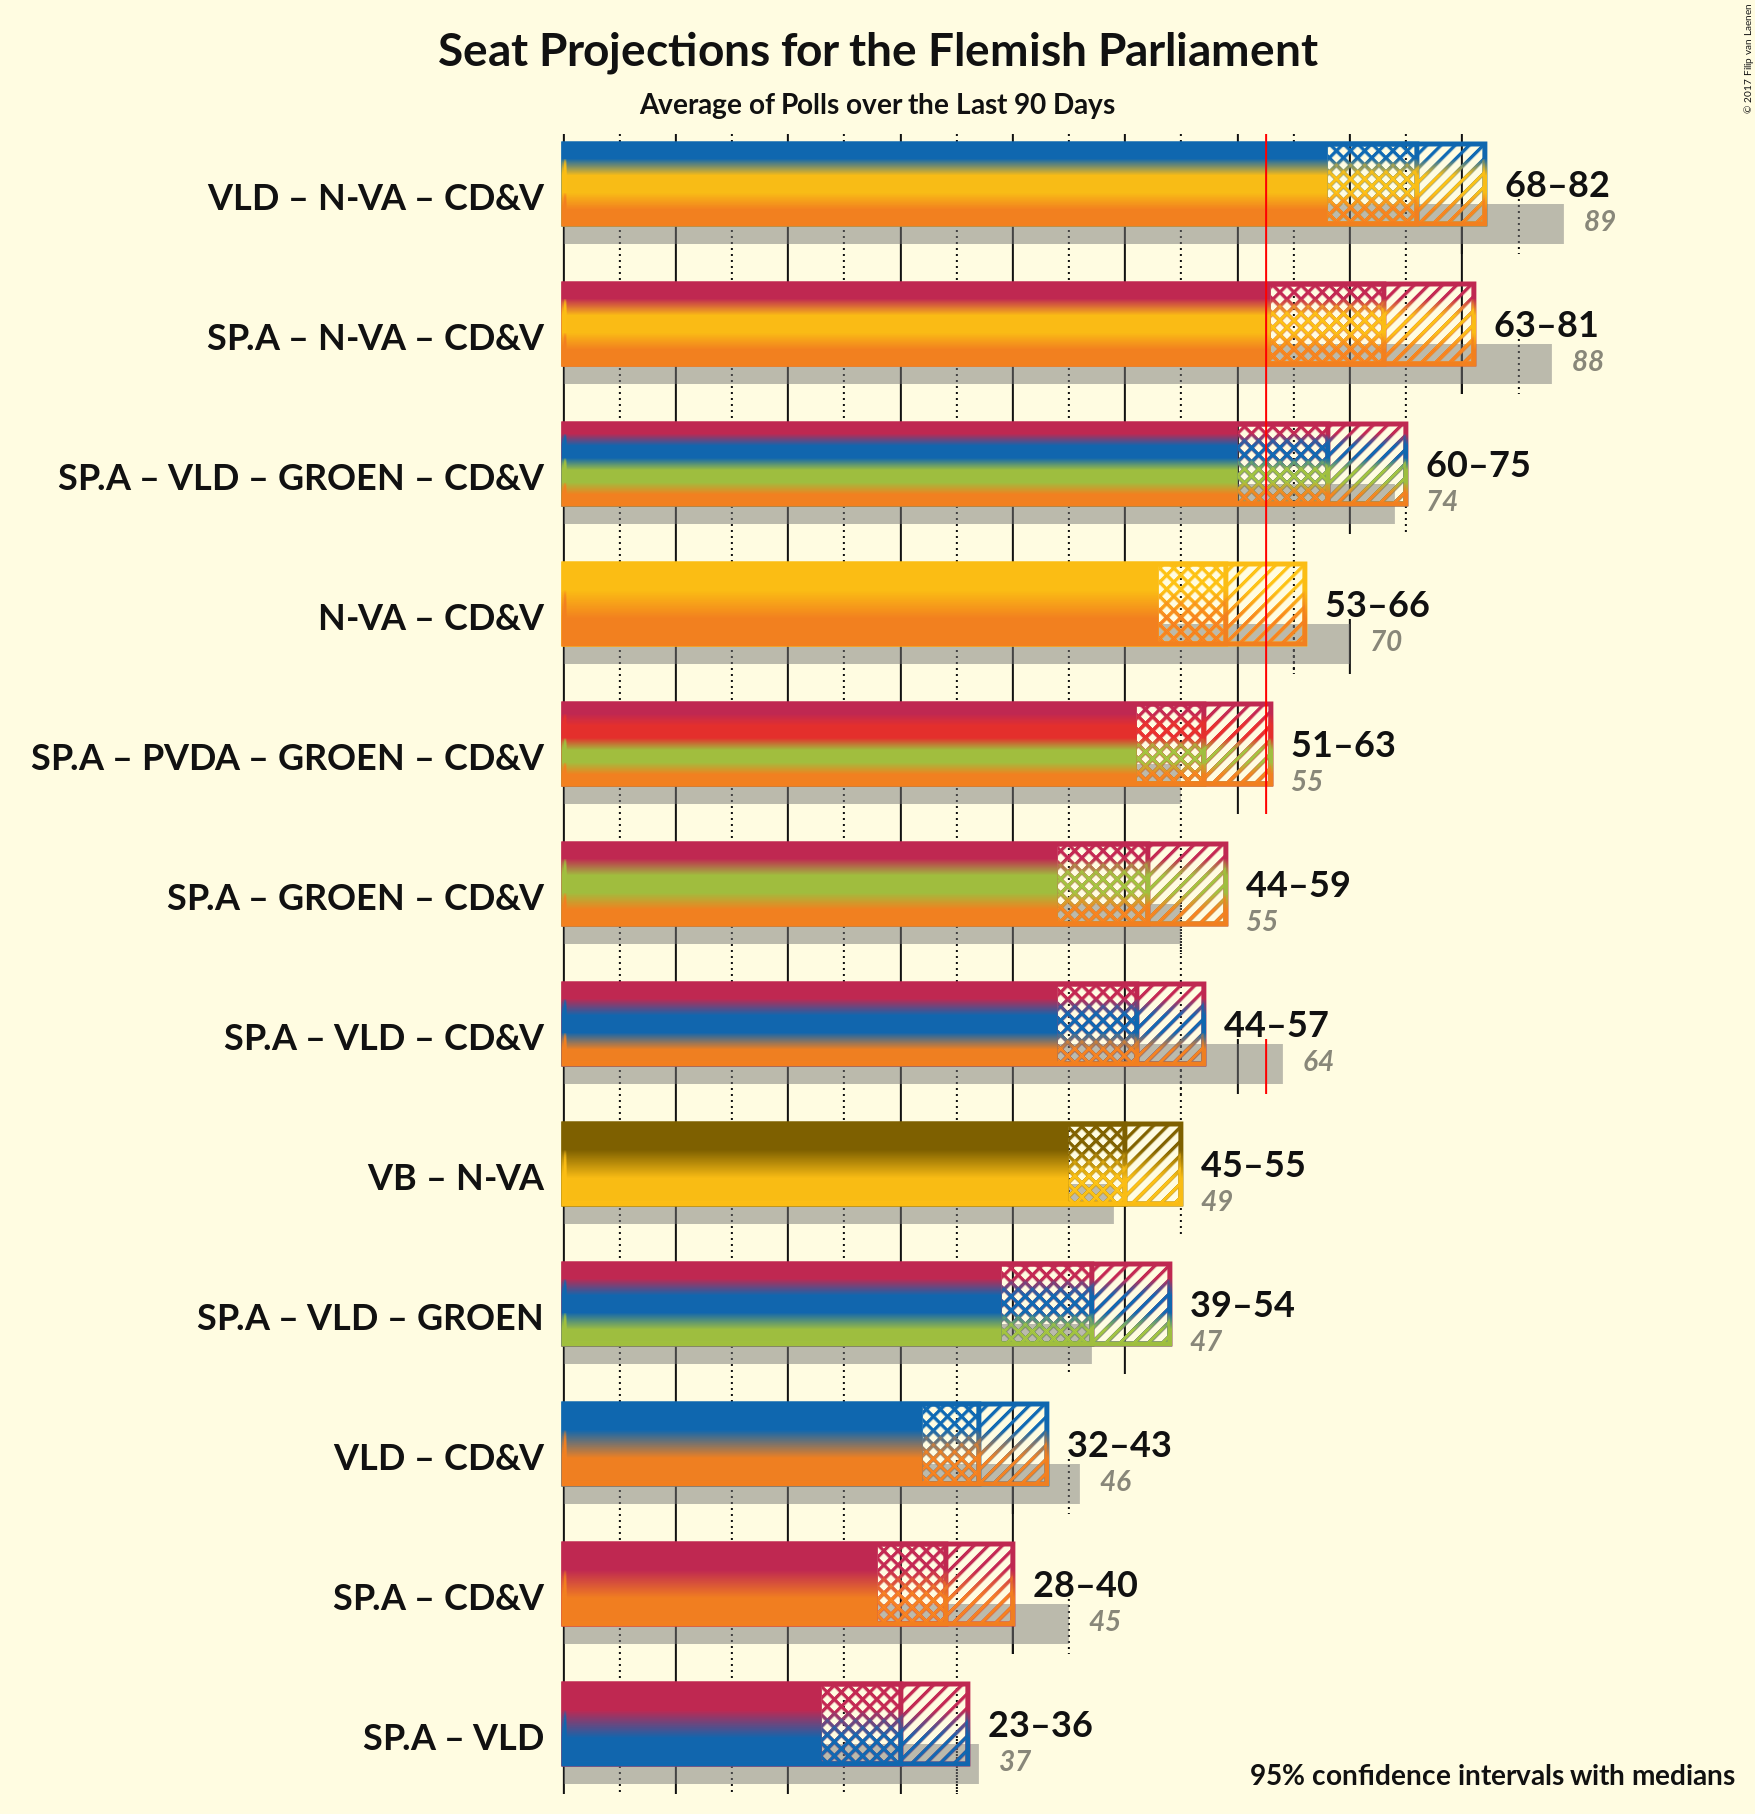 Seat Projections for the Flemish Parliament
Average of Polls over the Last 90 Days
© 2017 Filip van Laenen
VLD – N-VA – CD&V
68–82
89
SP.A – N-VA – CD&V
63–81
88
SP.A – VLD – GROEN – CD&V
60–75
74
N-VA – CD&V
53–66
70
SP.A – PVDA – GROEN – CD&V
51–63
55
SP.A – GROEN – CD&V
44–59
55
SP.A – VLD – CD&V
44–57
64
VB – N-VA
45–55
49
SP.A – VLD – GROEN
39–54
47
VLD – CD&V
32–43
46
SP.A – CD&V
28–40
45
SP.A – VLD
23–36
37
95% confidence intervals with medians